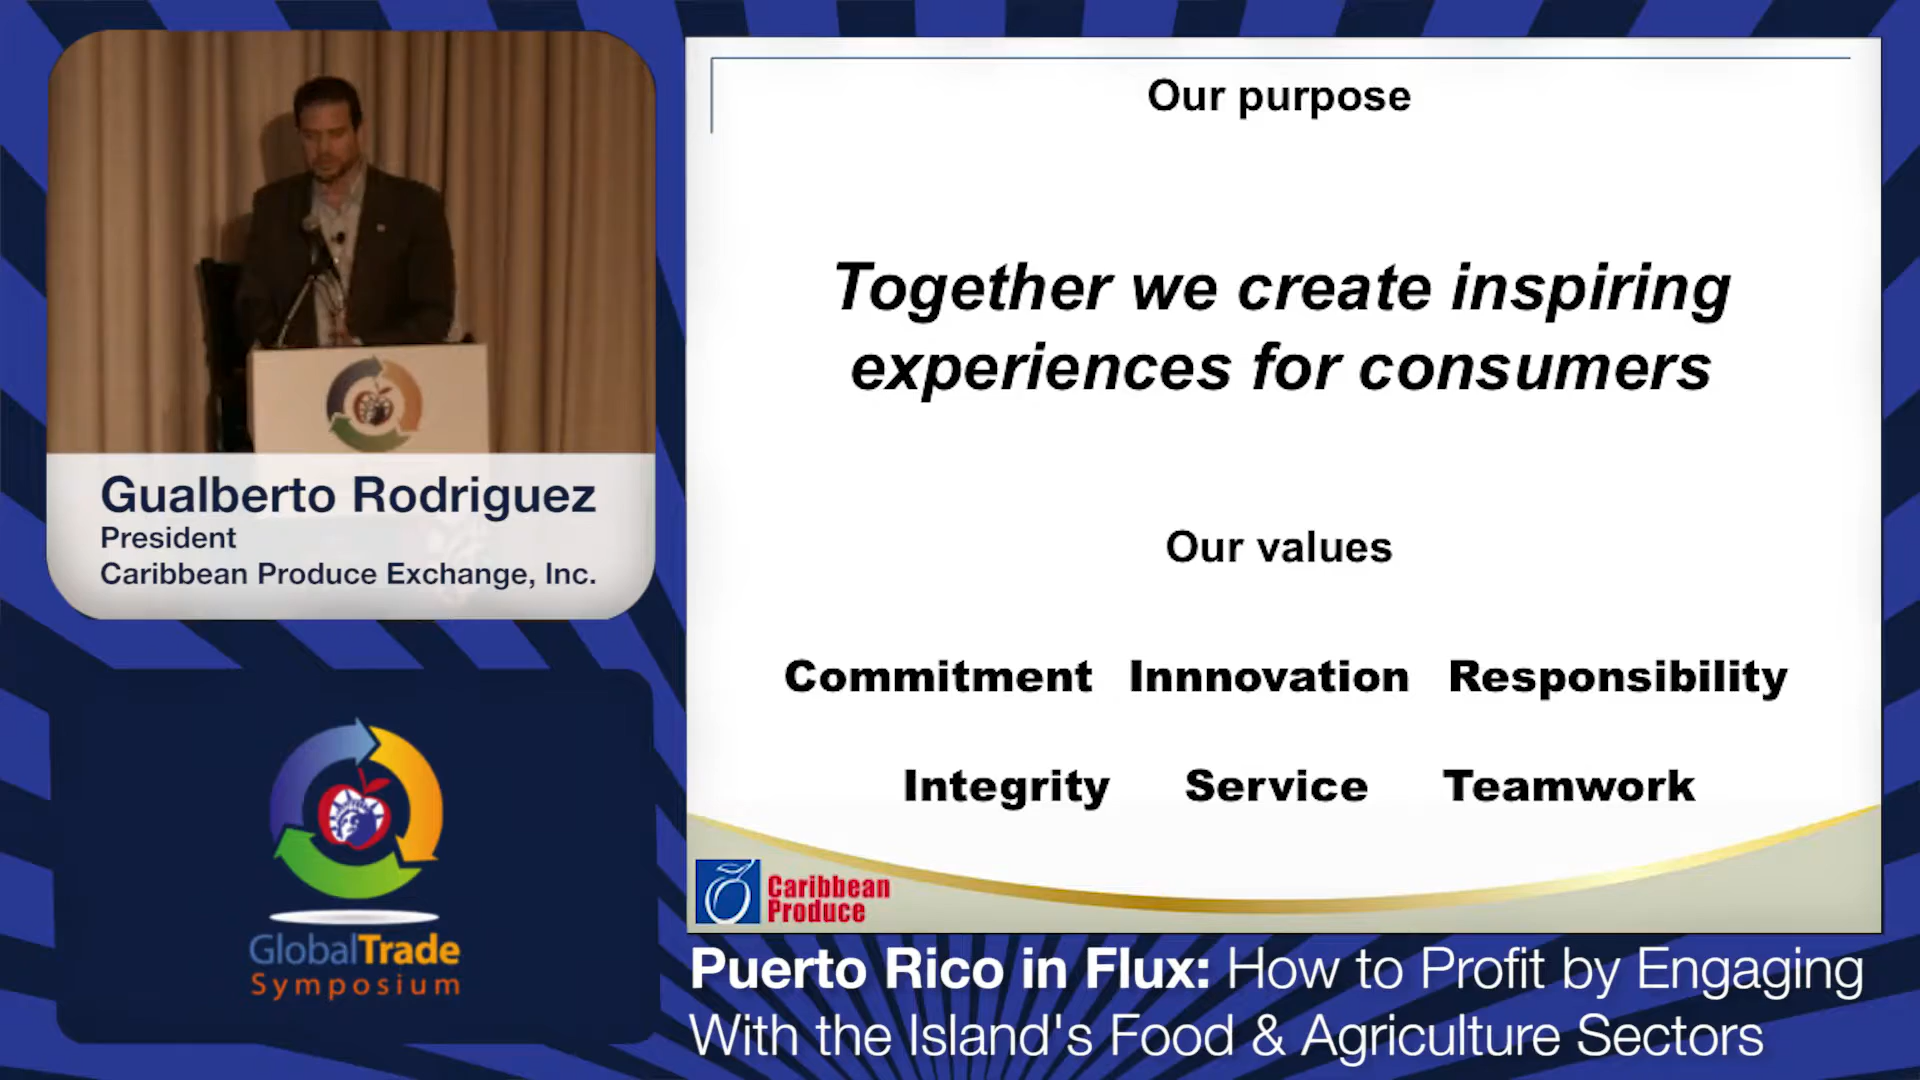 Gualberto Rodriguez
President
Caribbean Produce Exchange, Inc.
GlobalTrade
Symposium
Our purpose
Together we create inspiring
experiences for consumers
Our values
Commitment Innnovation Responsibility
Integrity Service Teamwork
Caribbean
Produce
Puerto Rico in Flux: How to Profit by Engaging
With the Island's Food & Agriculture Sectors